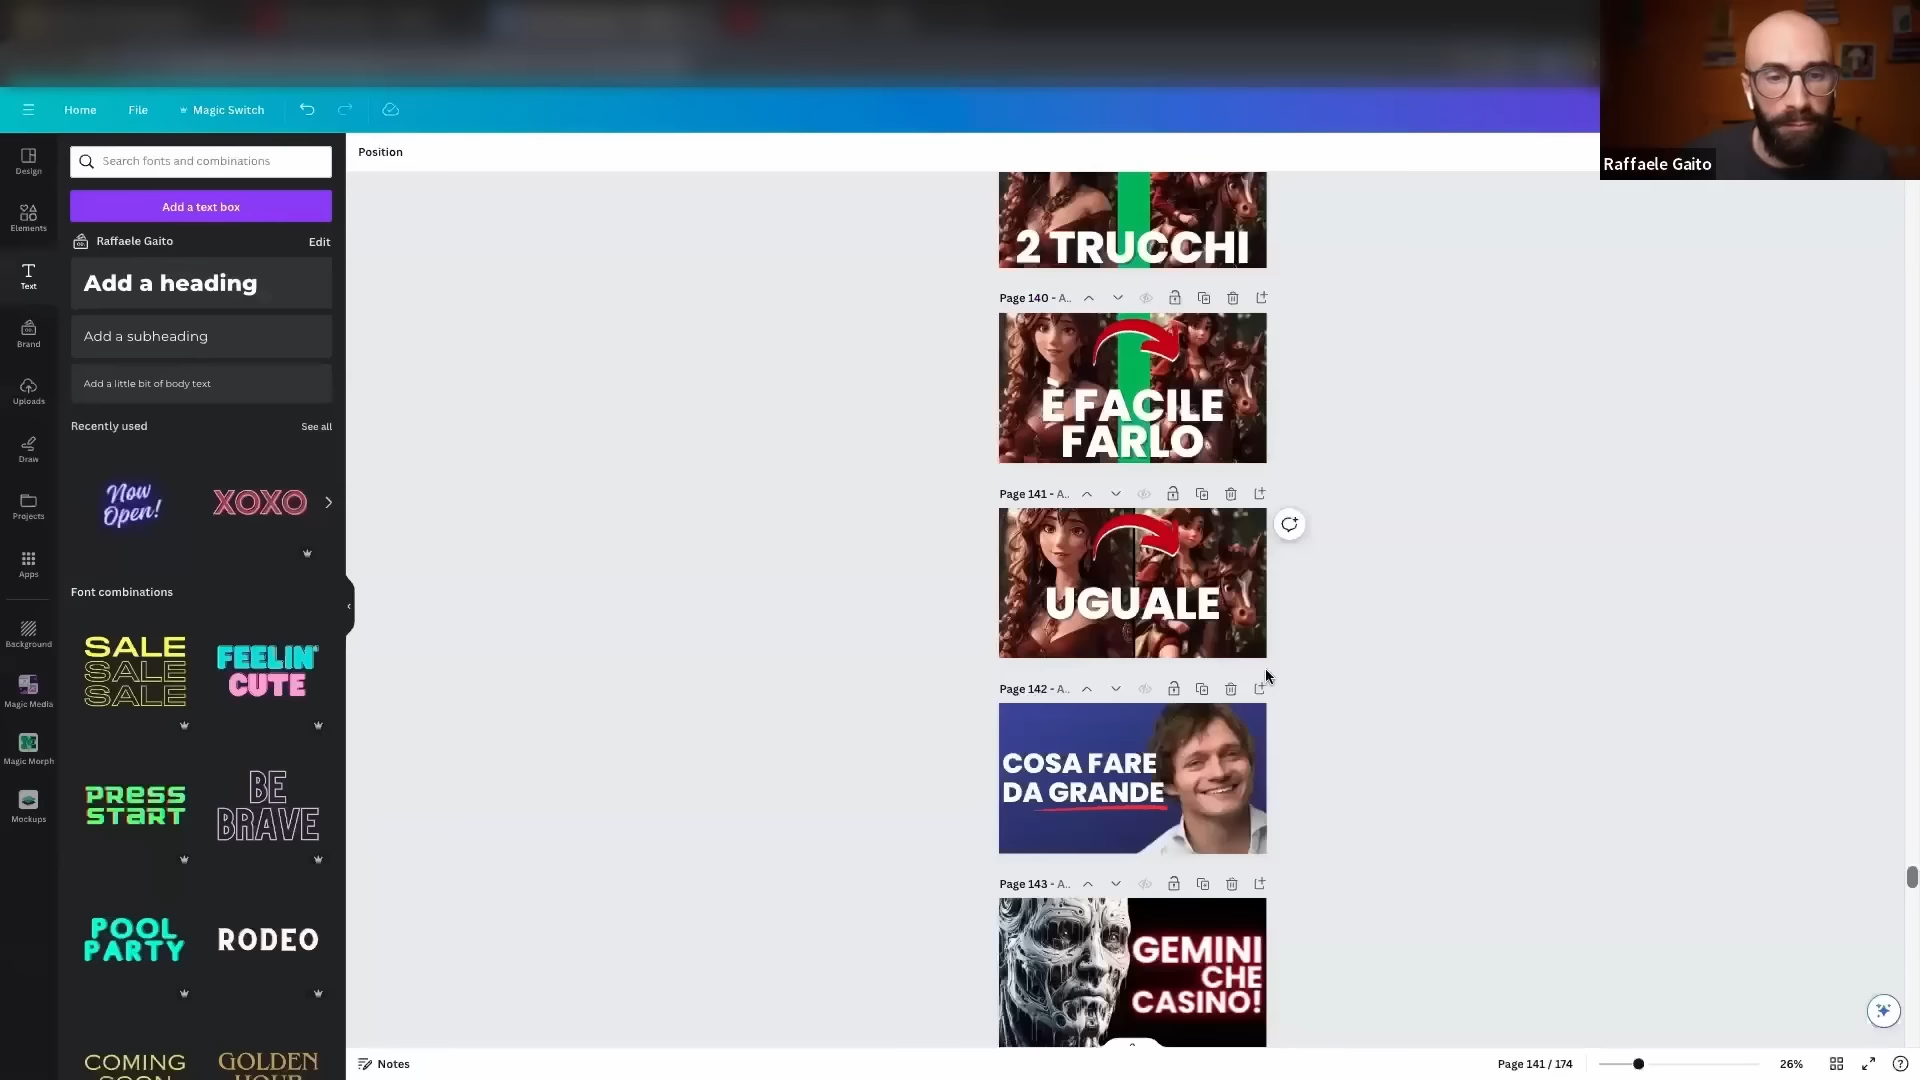 Home
File
Magic Switch
Raffaele Gaito
Design
Elements
Text
Brand
Uploads
Draw
Projects
Apps
Background
Magic Media
Magic Morph
Mockups
Search fonts and combinations
Add a text box
Raffaele Gaito
Edit
Add a heading
Add a subheading
Add a little bit of body text
Recently used
See all
Now
Open!
XOXO
Font combinations
SALE
SALE
SALE
FEELIN'
CUTE
PRESS
START
BE
BRAVE
POOL
PARTY
RODEO
COMING
SOON
GOLDEN
HOUR
Position
2 TRUCCHI
Page 140 - A..
È FACILE
FARLO
Page 141 - A..
UGUALE
Page 142 - A..
COSA FARE
DA GRANDE
Page 143 - A..
GEMINI
CHE
CASINO!
Notes
Page 141 / 174
26%